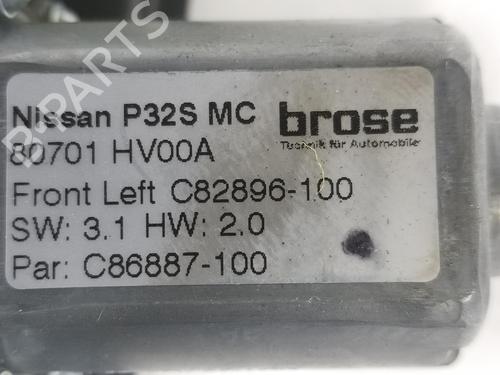 Nissan P32S MC
brose
80701 HV00A
Technik für Automobile
Front Left C82896-100
SW: 3.1 HW: 2.0
Par: C86887-100